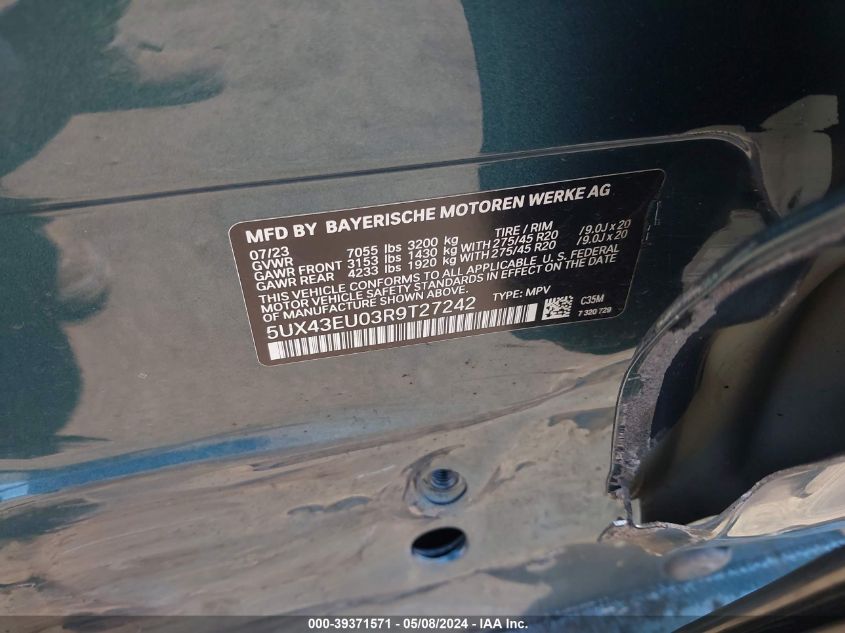 MFD BY BAYERISCHE MOTOREN WERKE AG
07/23 TIRE / RIM
GVWR 7055 lbs 3200 kg
GAWR FRONT 3153 lbs 1430 kg WITH 275/45 R20 /9.0J x 20
GAWR REAR 4233 lbs 1920 kg WITH 275/45 R20 /9.0J x 20
THIS VEHICLE CONFORMS TO ALL APPLICABLE U. S. FEDERAL
MOTOR VEHICLE SAFETY STANDARDS IN EFFECT ON THE DATE
OF MANUFACTURE SHOWN ABOVE.
5UX43EU03R9T27242 TYPE: MPV C35M
7 320 729
000-39371571 - 05/08/2024 - IAA Inc.